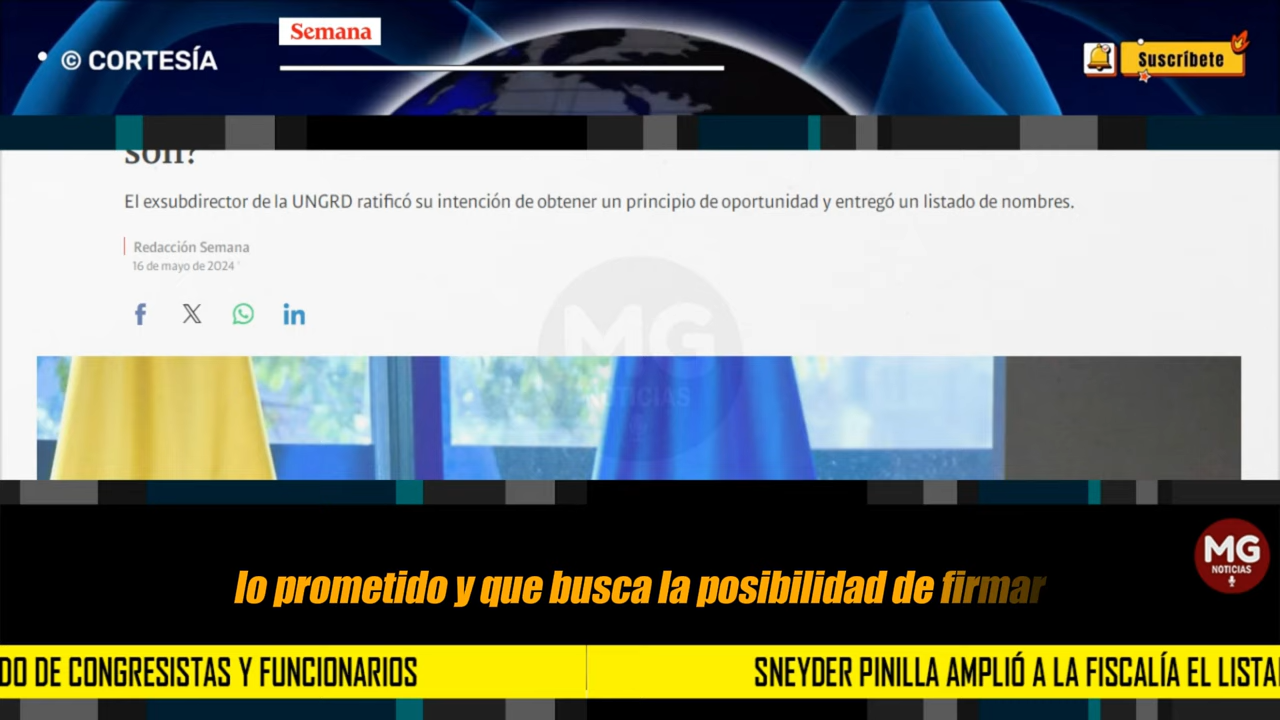 Semana
© CORTESÍA
Suscríbete
son?
El exsubdirector de la UNGRD ratificó su intención de obtener un principio de oportunidad y entregó un listado de nombres.
Redacción Semana
16 de mayo de 2024
MG
NOTICIAS
MG
NOTICIAS
lo prometido y que busca la posibilidad de firmar
DO DE CONGRESISTAS Y FUNCIONARIOS SNEYDER PINILLA AMPLIÓ A LA FISCALÍA EL LISTA